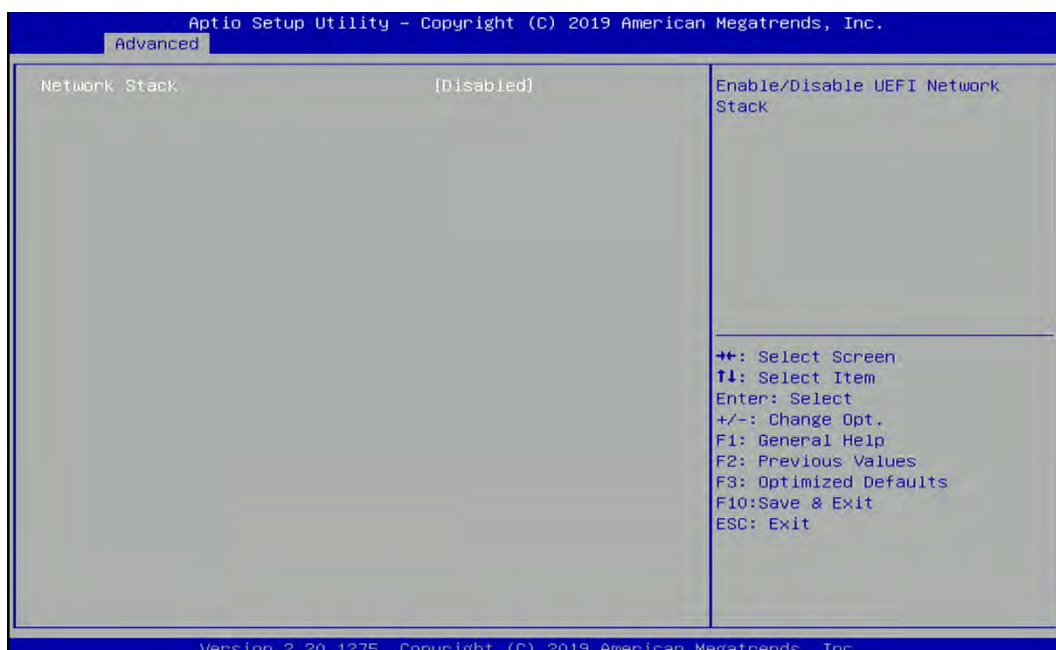 Aptio Setup Utility – Copyright (C) 2019 American Megatrends, Inc.
Advanced
Network Stack [Disabled]
Enable/Disable UEFI Network
Stack
→←: Select Screen
↑↓: Select Item
Enter: Select
+/-: Change Opt.
F1: General Help
F2: Previous Values
F3: Optimized Defaults
F10:Save & Exit
ESC: Exit
Version 2.20.1275. Copyright (C) 2019 American Megatrends, Inc.